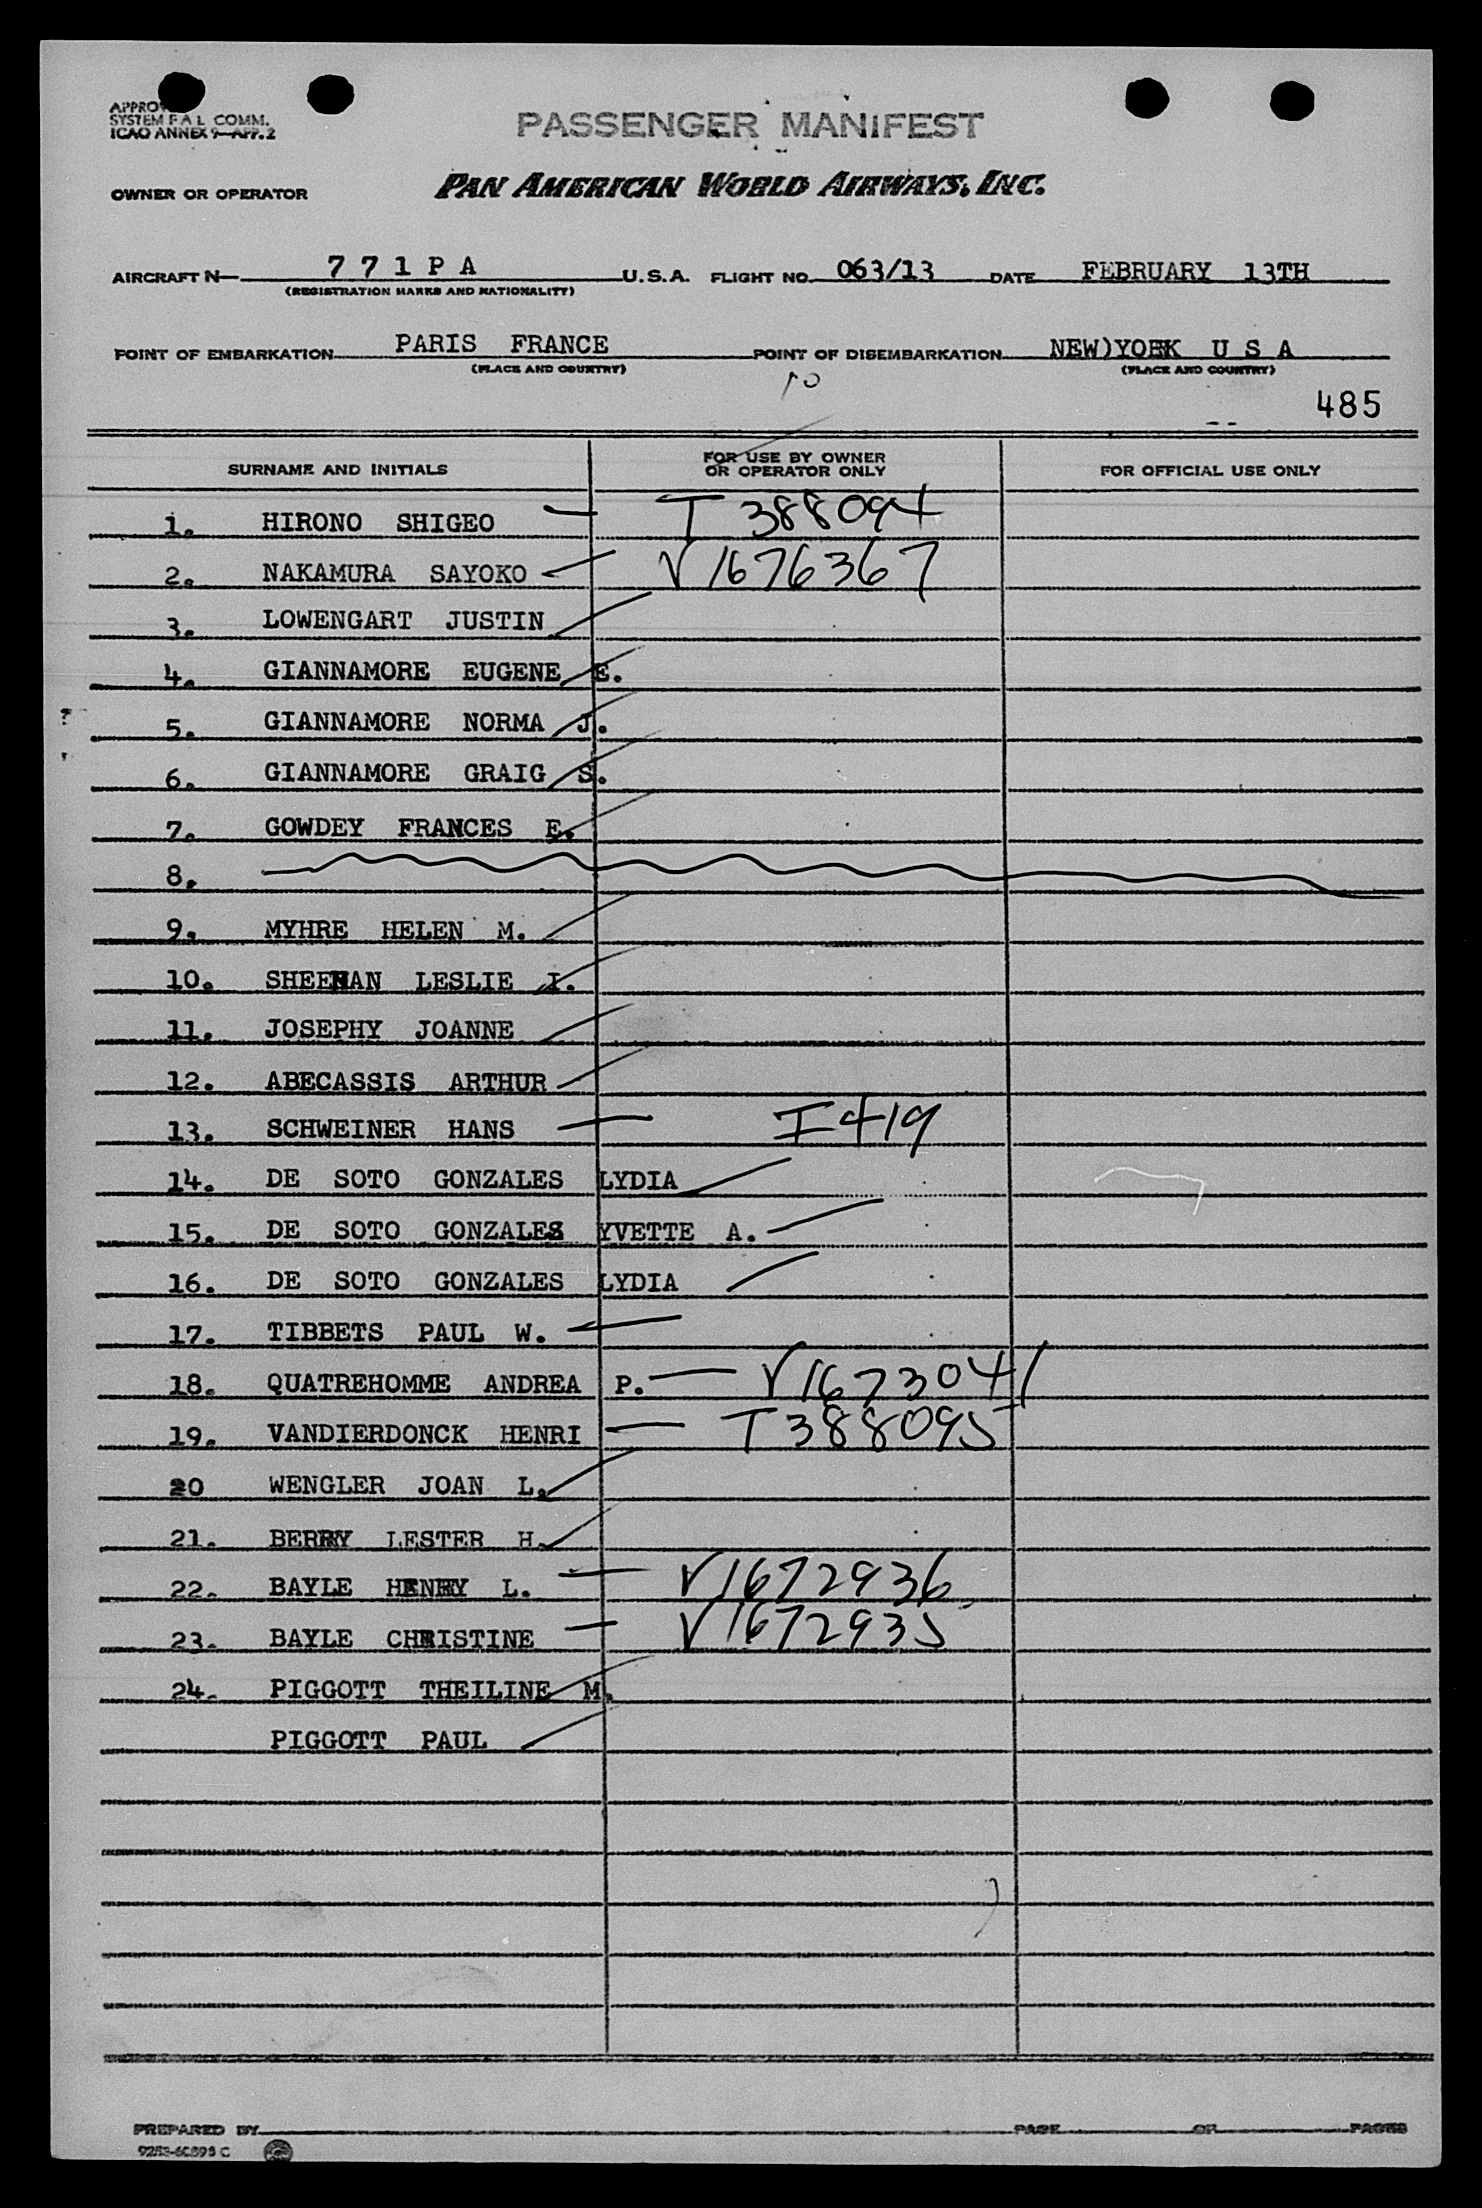 SYSTEM F A L COMM.
ICAO ANNEX 9—APP. 2
PASSENGER MANIFEST
OWNER OR OPERATOR PAN AMERICAN WORLD AIRWAYS, INC.
AIRCRAFT N— 771PA U.S.A. FLIGHT NO. 063/13 DATE FEBRUARY 13TH
(REGISTRATION MARKS AND NATIONALITY)
POINT OF EMBARKATION PARIS FRANCE POINT OF DISEMBARKATION NEW)YORK U S A
(PLACE AND COUNTRY) (PLACE AND COUNTRY)
485
SURNAME AND INITIALS FOR USE BY OWNER OR OPERATOR ONLY FOR OFFICIAL USE ONLY
1. HIRONO SHIGEO T 388094
2. NAKAMURA SAYOKO V1676367
3. LOWENGART JUSTIN
4. GIANNAMORE EUGENE E.
5. GIANNAMORE NORMA J.
6. GIANNAMORE GRAIG S.
7. GOWDEY FRANCES E.
8.
9. MYHRE HELEN M.
10. SHEEHAN LESLIE I.
11. JOSEPHY JOANNE
12. ABECASSIS ARTHUR
13. SCHWEINER HANS I419
14. DE SOTO GONZALES LYDIA
15. DE SOTO GONZALES YVETTE A.
16. DE SOTO GONZALES LYDIA
17. TIBBETS PAUL W.
18. QUATREHOMME ANDREA P. V1673041
19. VANDIERDONCK HENRI T388095
20 WENGLER JOAN L.
21. BERRY LESTER H.
22. BAYLE HENRY L. V1672936
23. BAYLE CHRISTINE V1672935
24. PIGGOTT THEILINE M.
PIGGOTT PAUL
PREPARED BY PAGE OF PAGES